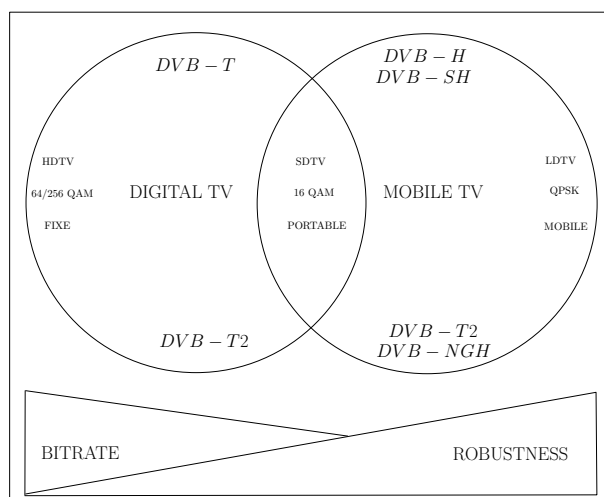 DVB − T
DVB − H
DVB − SH
HDTV
SDTV
LDTV
64/256 QAM
DIGITAL TV
16 QAM
MOBILE TV
QPSK
FIXE
PORTABLE
MOBILE
DVB − T2
DVB − T2
DVB − NGH
BITRATE
ROBUSTNESS